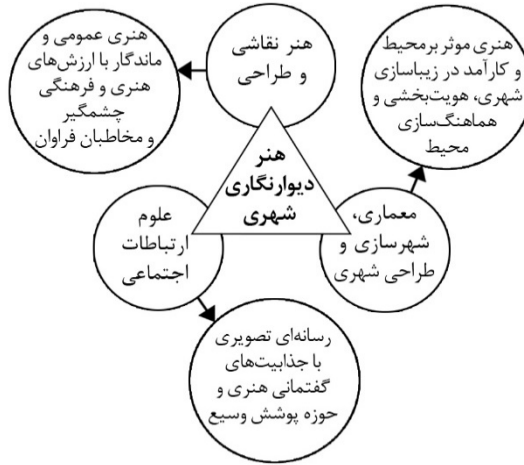 هنر نقاشی
و طراحی
هنری عمومی و
ماندگار با ارزش‌های
هنری و فرهنگی
چشمگیر
و مخاطبان فراوان
هنری موثر بر محیط
و کارآمد در زیباسازی
شهری، هویت‌بخشی و
هماهنگ‌سازی
محیط
هنر
دیوارنگاری
شهری
معماری،
شهرسازی و
طراحی شهری
علوم
ارتباطات
اجتماعی
رسانه‌ای تصویری
با جذابیت‌های
گفتمانی هنری و
حوزه پوشش وسیع